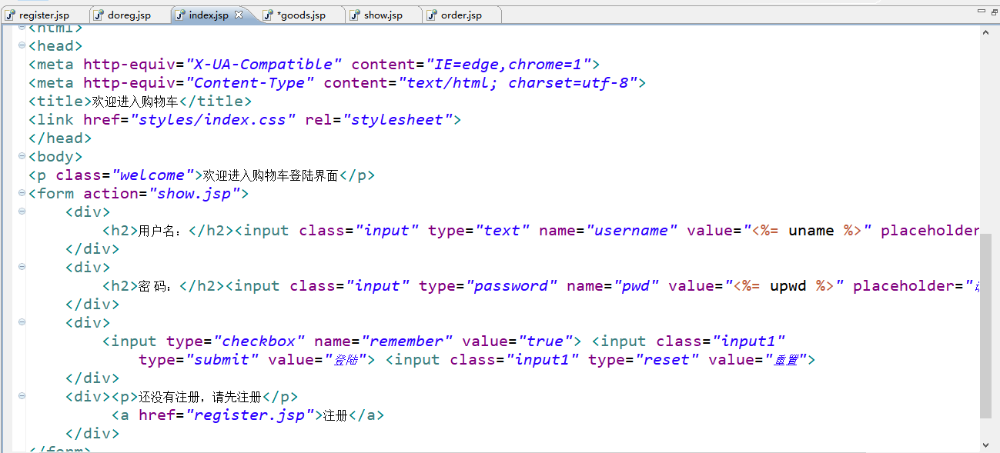 register.jsp doreg.jsp index.jsp *goods.jsp show.jsp order.jsp
<html>
<head>
<meta http-equiv="X-UA-Compatible" content="IE=edge,chrome=1">
<meta http-equiv="Content-Type" content="text/html; charset=utf-8">
<title>欢迎进入购物车</title>
<link href="styles/index.css" rel="stylesheet">
</head>
<body>
<p class="welcome">欢迎进入购物车登陆界面</p>
<form action="show.jsp">
<div>
<h2>用户名：</h2><input class="input" type="text" name="username" value="<%= uname %>" placeholder
</div>
<div>
<h2>密 码：</h2><input class="input" type="password" name="pwd" value="<%= upwd %>" placeholder="
</div>
<div>
<input type="checkbox" name="remember" value="true"> <input class="input1"
type="submit" value="登陆"> <input class="input1" type="reset" value="重置">
</div>
<div><p>还没有注册，请先注册</p>
<a href="register.jsp">注册</a>
</div>
</form>